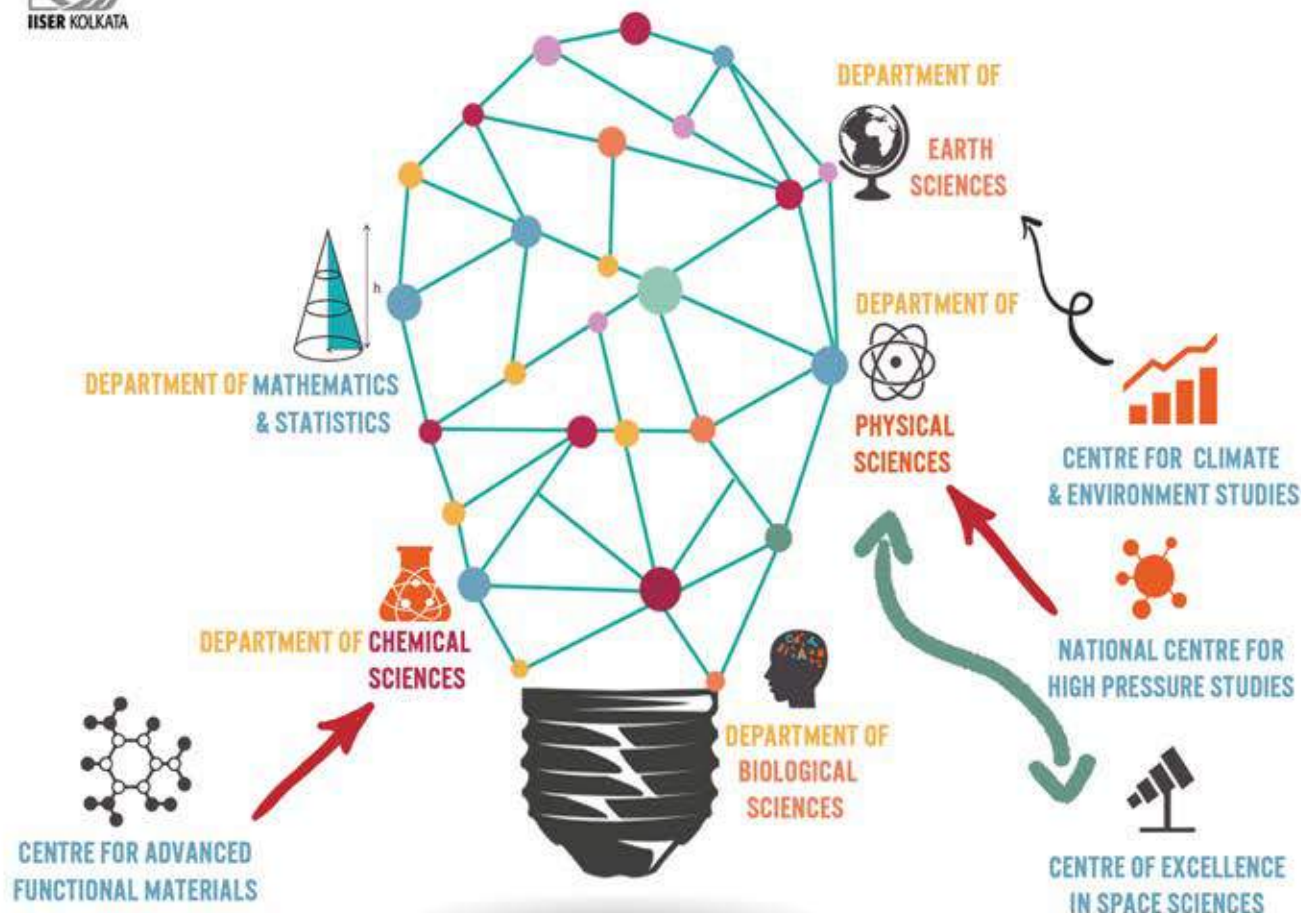 IISER KOLKATA
DEPARTMENT OF
EARTH
SCIENCES
h
DEPARTMENT OF
PHYSICAL
SCIENCES
DEPARTMENT OF MATHEMATICS
& STATISTICS
CENTRE FOR CLIMATE
& ENVIRONMENT STUDIES
DEPARTMENT OF CHEMICAL
SCIENCES
NATIONAL CENTRE FOR
HIGH PRESSURE STUDIES
DEPARTMENT OF
BIOLOGICAL
SCIENCES
CENTRE FOR ADVANCED
FUNCTIONAL MATERIALS
CENTRE OF EXCELLENCE
IN SPACE SCIENCES